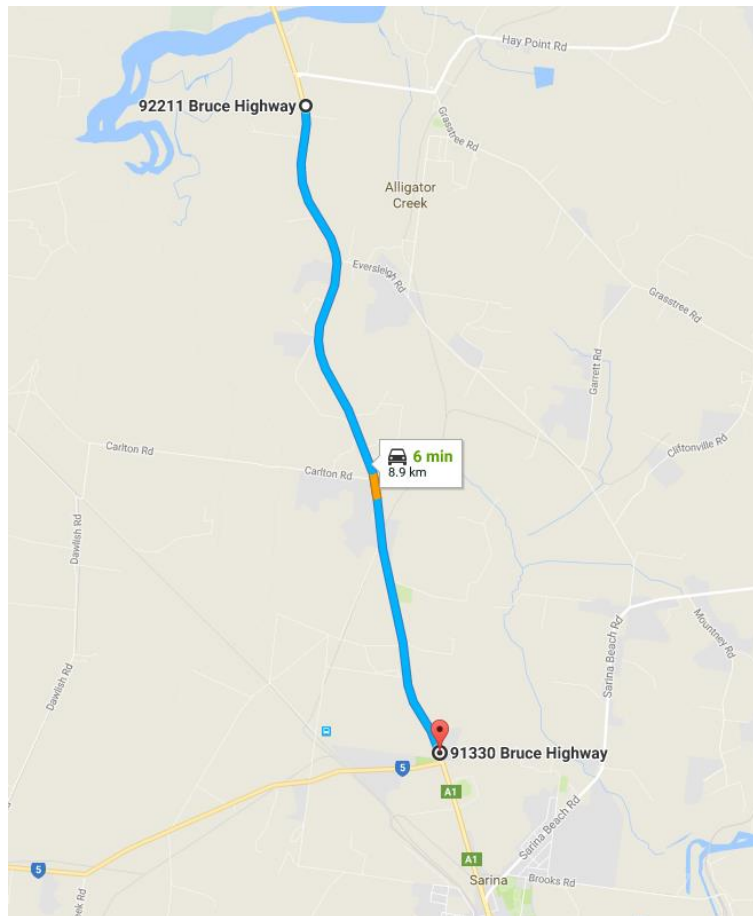 Hay Point Rd
92211 Bruce Highway
Grasstree Rd
Alligator
Creek
Eversleigh Rd
Grasstree Rd
Garrett Rd
Carlton Rd
6 min
8.9 km
Cliftonville Rd
Carlton Rd
Dawlish Rd
Mountney Rd
Sarina Beach Rd
Dawlish Rd
91330 Bruce Highway
5
A1
Sarina Beach Rd
A1
5
Sarina
Brooks Rd
eek Rd